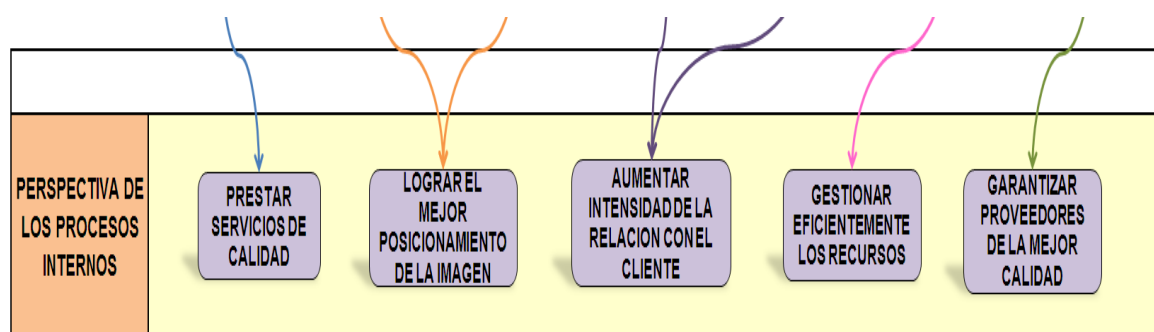 PERSPECTIVA DE
LOS PROCESOS
INTERNOS
PRESTAR
SERVICIOS DE
CALIDAD
LOGRAR EL
MEJOR
POSICIONAMIENTO
DE LA IMAGEN
AUMENTAR
INTENSIDAD DE LA
RELACION CON EL
CLIENTE
GESTIONAR
EFICIENTEMENTE
LOS RECURSOS
GARANTIZAR
PROVEEDORES
DE LA MEJOR
CALIDAD